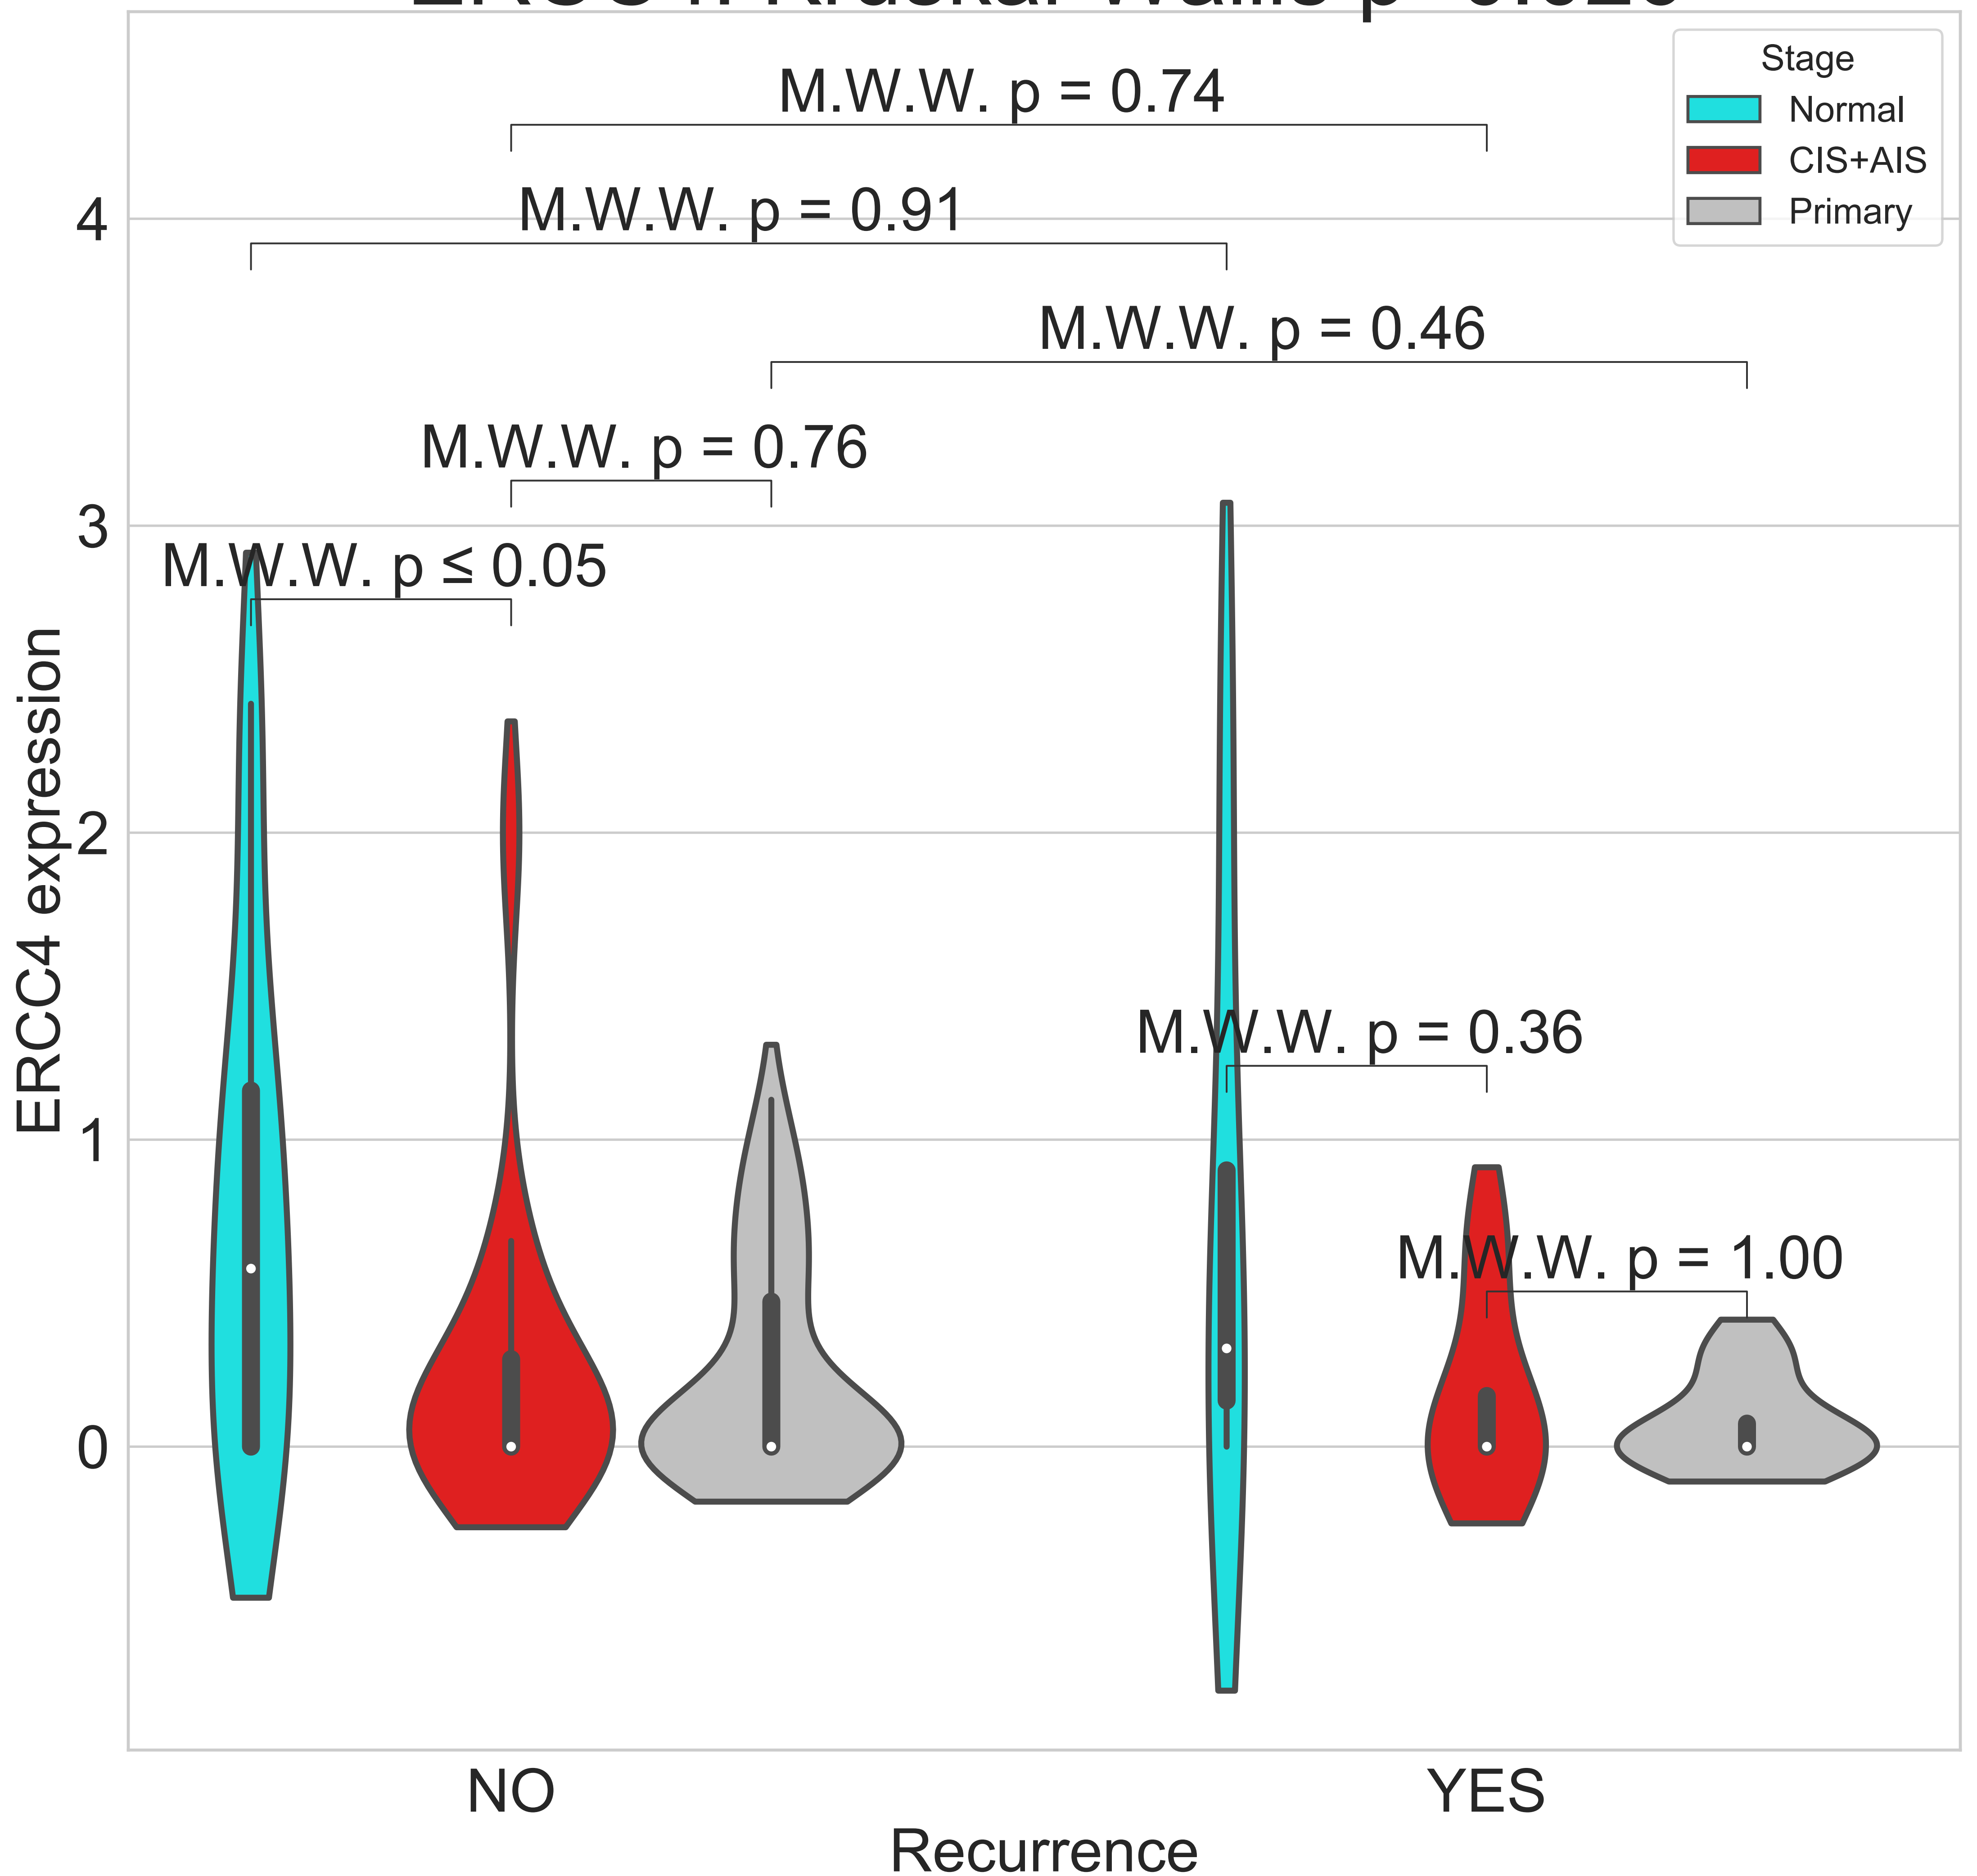 Stage
Normal
CIS+AIS
Primary
M.W.W. p = 0.74
M.W.W. p = 0.91
M.W.W. p = 0.46
M.W.W. p = 0.76
M.W.W. p ≤ 0.05
M.W.W. p = 0.36
M.W.W. p = 1.00
ERCC4 expression
4
3
2
1
0
NO
YES
Recurrence